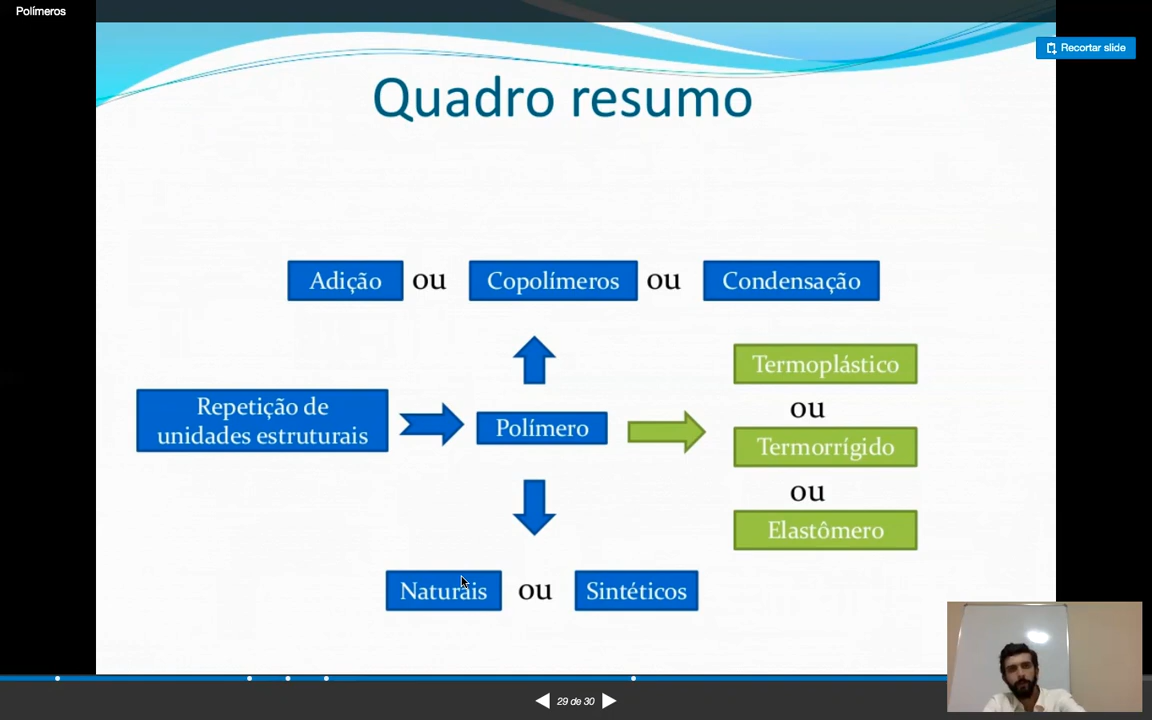 Polímeros
Recortar slide
Quadro resumo
Adição ou Copolímeros ou Condensação
Termoplástico
ou
Repetição de
unidades estruturais
Polímero
Termorrígido
ou
Elastômero
Naturais ou Sintéticos
29 de 30